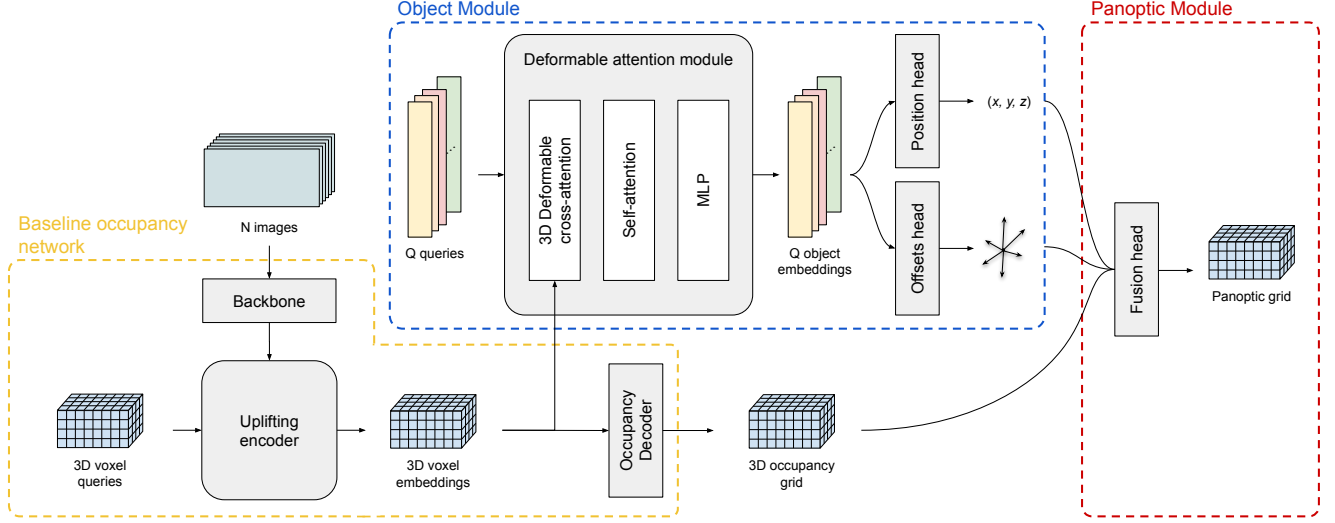 Object Module
Panoptic Module
Deformable attention module
Q queries
3D Deformable
cross-attention
Self-attention
MLP
Q object
embeddings
Position head
(x, y, z)
Offsets head
Fusion head
Panoptic grid
N images
Baseline occupancy
network
Backbone
3D voxel
queries
Uplifting
encoder
3D voxel
embeddings
Occupancy
Decoder
3D occupancy
grid